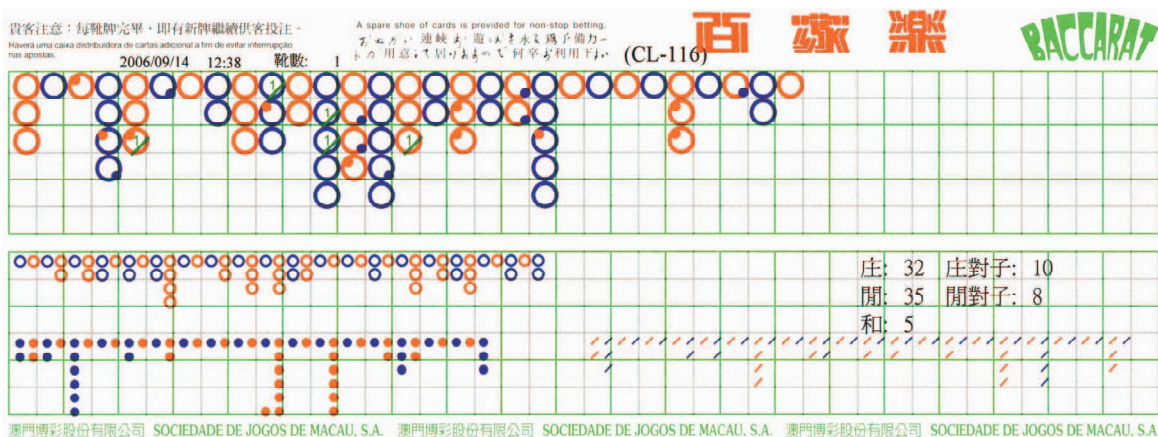 貴客注意：每靴牌完畢，即有新牌繼續供客投注。
Haverá uma caixa distribuidora de cartas adicional a fim de evitar interrupção
nas apostas.
A spare shoe of cards is provided for non-stop betting.
2006/09/14 12:38 靴數: 1
(CL-116)
百家樂
BACCARAT
1
1
1
1
1
庄: 32 庄對子: 10
閒: 35 閒對子: 8
和: 5
澳門博彩股份有限公司 SOCIEDADE DE JOGOS DE MACAU, S.A. 澳門博彩股份有限公司 SOCIEDADE DE JOGOS DE MACAU, S.A. 澳門博彩股份有限公司 SOCIEDADE DE JOGOS DE MACAU, S.A.